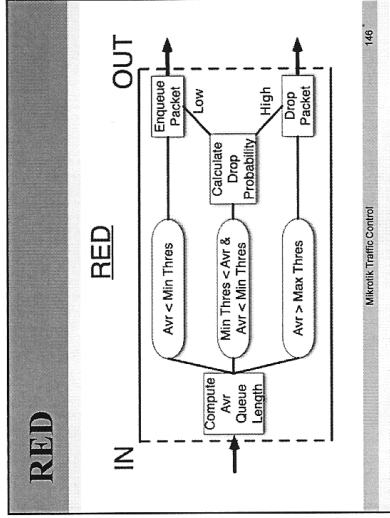 RED
RED
IN
OUT
Compute
Avr
Queue
Length
Avr < Min Thres
Min Thres < Avr &
Avr < Min Thres
Avr > Max Thres
Calculate
Drop
Probability
Low
High
Enqueue
Packet
Drop
Packet
Mikrotik Traffic Control
146